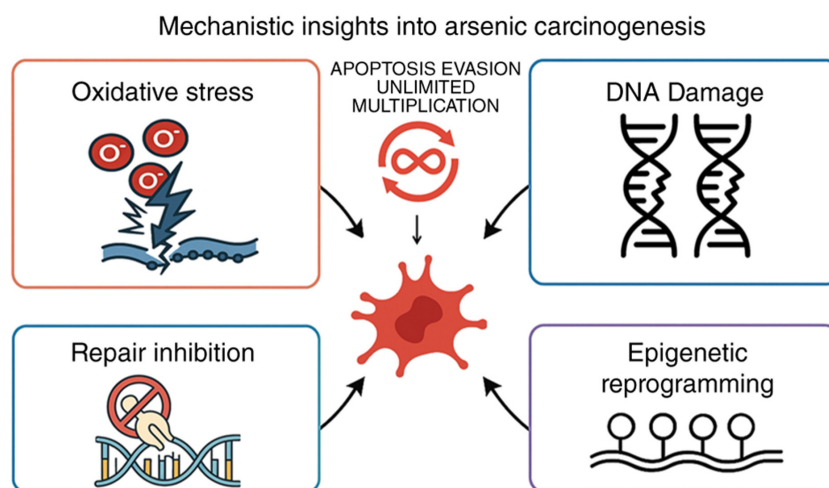 Mechanistic insights into arsenic carcinogenesis
Oxidative stress
O⁻
O⁻
O⁻
APOPTOSIS EVASION
UNLIMITED
MULTIPLICATION
DNA Damage
Repair inhibition
Epigenetic
reprogramming